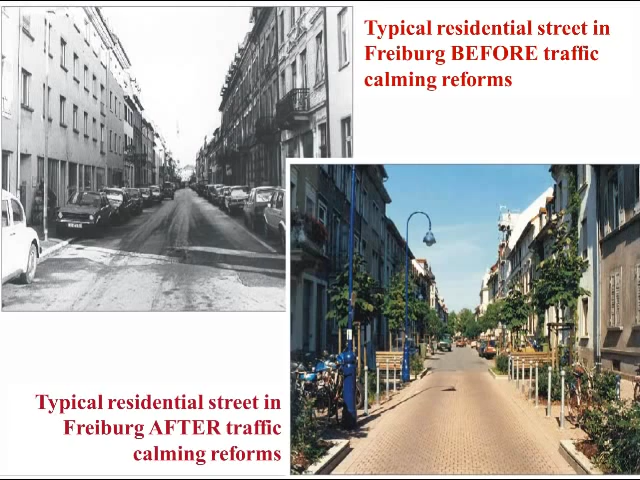 Typical residential street in
Freiburg BEFORE traffic
calming reforms
Typical residential street in
Freiburg AFTER traffic
calming reforms